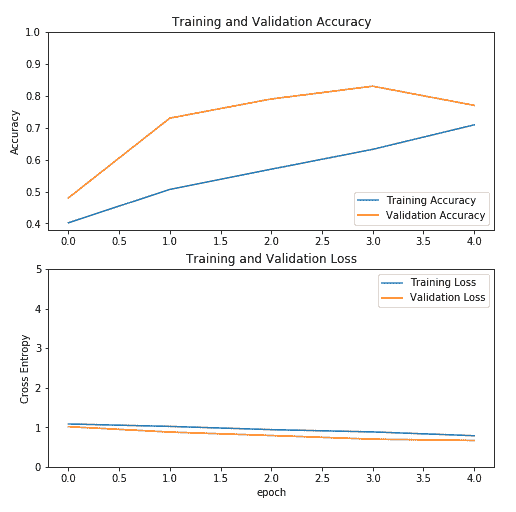 Training and Validation Accuracy
1.0
0.9
0.8
0.7
0.6
0.5
0.4
Accuracy
Training Accuracy
Validation Accuracy
0.0 0.5 1.0 1.5 2.0 2.5 3.0 3.5 4.0
Training and Validation Loss
5
4
3
2
1
0
Cross Entropy
Training Loss
Validation Loss
0.0 0.5 1.0 1.5 2.0 2.5 3.0 3.5 4.0
epoch